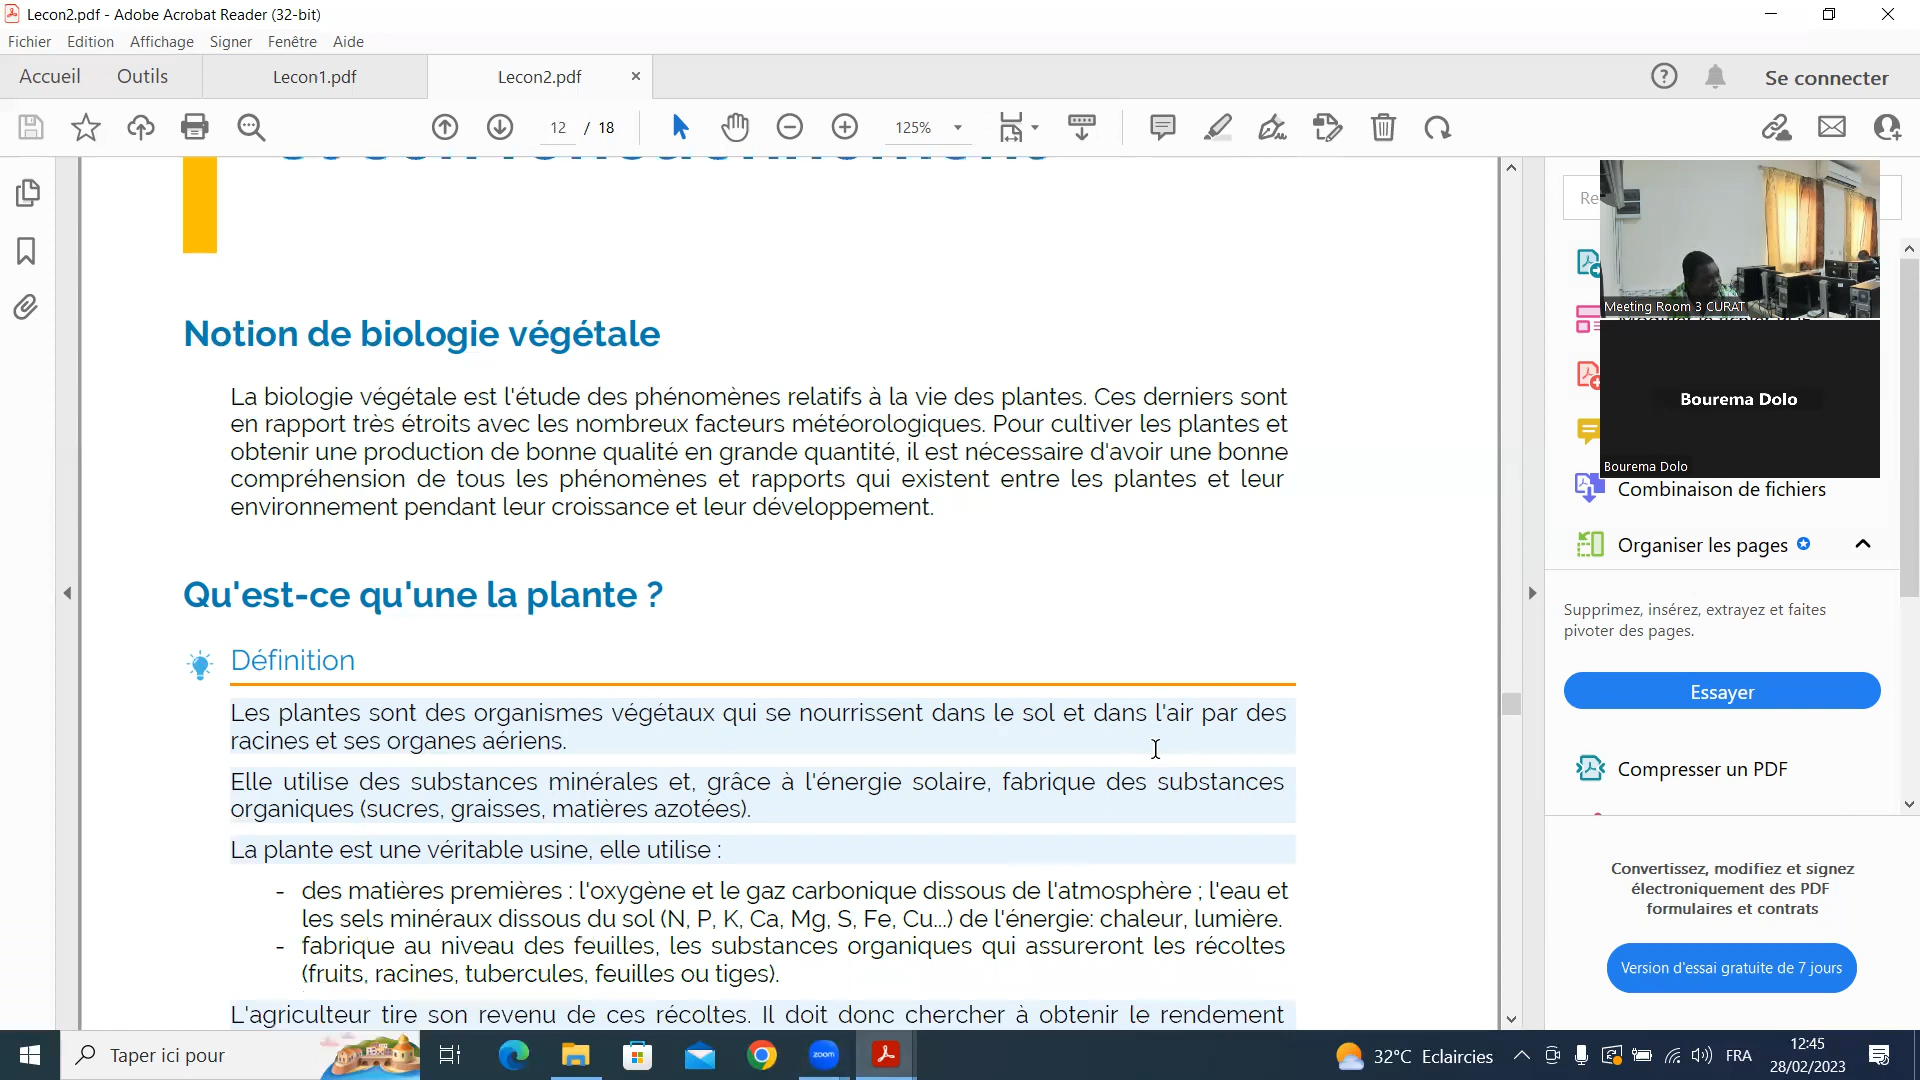 Lecon2.pdf - Adobe Acrobat Reader (32-bit)
Fichier Edition Affichage Signer Fenêtre Aide
Accueil Outils Lecon1.pdf Lecon2.pdf × Se connecter
12 / 18 125%
Notion de biologie végétale
La biologie végétale est l'étude des phénomènes relatifs à la vie des plantes. Ces derniers sont
en rapport très étroits avec les nombreux facteurs météorologiques. Pour cultiver les plantes et
obtenir une production de bonne qualité en grande quantité, il est nécessaire d'avoir une bonne
compréhension de tous les phénomènes et rapports qui existent entre les plantes et leur
environnement pendant leur croissance et leur développement.
Qu'est-ce qu'une la plante ?
Définition
Les plantes sont des organismes végétaux qui se nourrissent dans le sol et dans l'air par des
racines et ses organes aériens.
Elle utilise des substances minérales et, grâce à l'énergie solaire, fabrique des substances
organiques (sucres, graisses, matières azotées).
La plante est une véritable usine, elle utilise :
- des matières premières : l'oxygène et le gaz carbonique dissous de l'atmosphère ; l'eau et
les sels minéraux dissous du sol (N, P, K, Ca, Mg, S, Fe, Cu...) de l'énergie: chaleur, lumière.
- fabrique au niveau des feuilles, les substances organiques qui assureront les récoltes
(fruits, racines, tubercules, feuilles ou tiges).
L'agriculteur tire son revenu de ces récoltes. Il doit donc chercher à obtenir le rendement
Re
Meeting Room 3 CURAT
Bourema Dolo
Bourema Dolo
Combinaison de fichiers
Organiser les pages
Supprimez, insérez, extrayez et faites
pivoter des pages.
Essayer
Compresser un PDF
Convertissez, modifiez et signez
électroniquement des PDF
formulaires et contrats
Version d'essai gratuite de 7 jours
Taper ici pour
zoom
32°C Eclaircies
FRA
12:45
28/02/2023